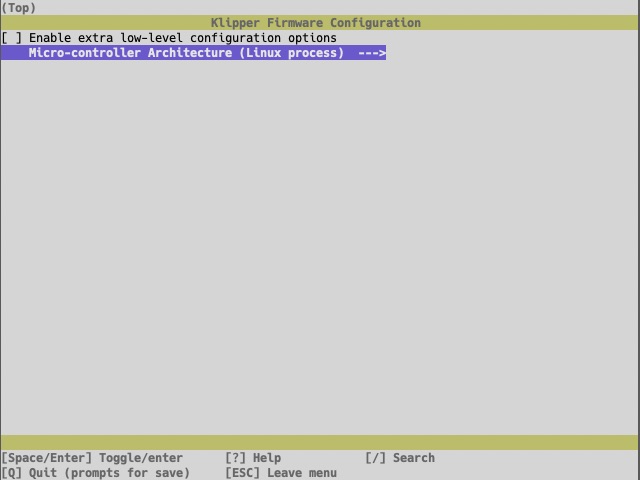 (Top)
Klipper Firmware Configuration
[ ] Enable extra low-level configuration options
Micro-controller Architecture (Linux process)  --->
[Space/Enter] Toggle/enter      [?] Help            [/] Search
[Q] Quit (prompts for save)     [ESC] Leave menu